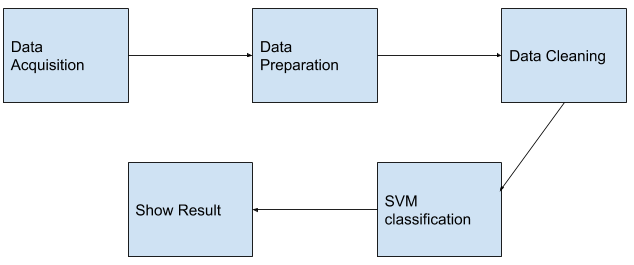 Data
Acquisition
Data
Preparation
Data Cleaning
Show Result
SVM
classification